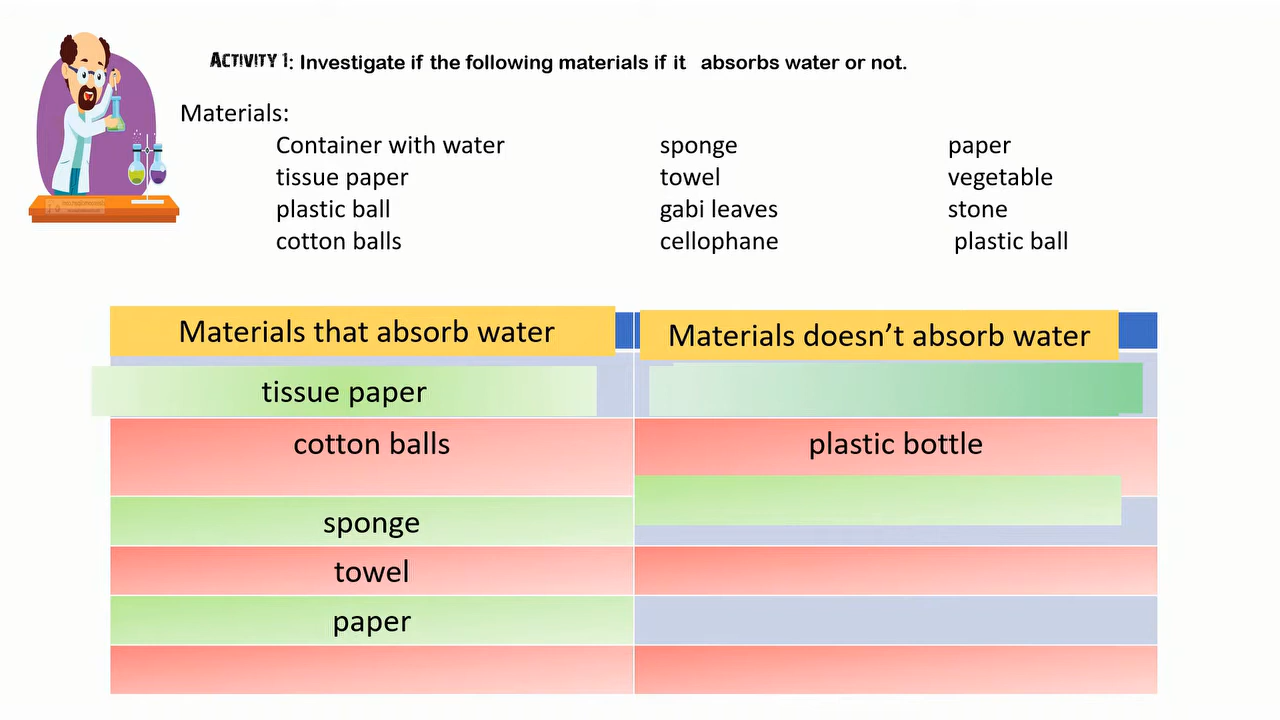 ACTIVITY 1: Investigate if the following materials if it absorbs water or not.
Materials:
Container with water sponge paper
tissue paper towel vegetable
plastic ball gabi leaves stone
cotton balls cellophane plastic ball
Materials that absorb water Materials doesn't absorb water
tissue paper
cotton balls plastic bottle
sponge
towel
paper